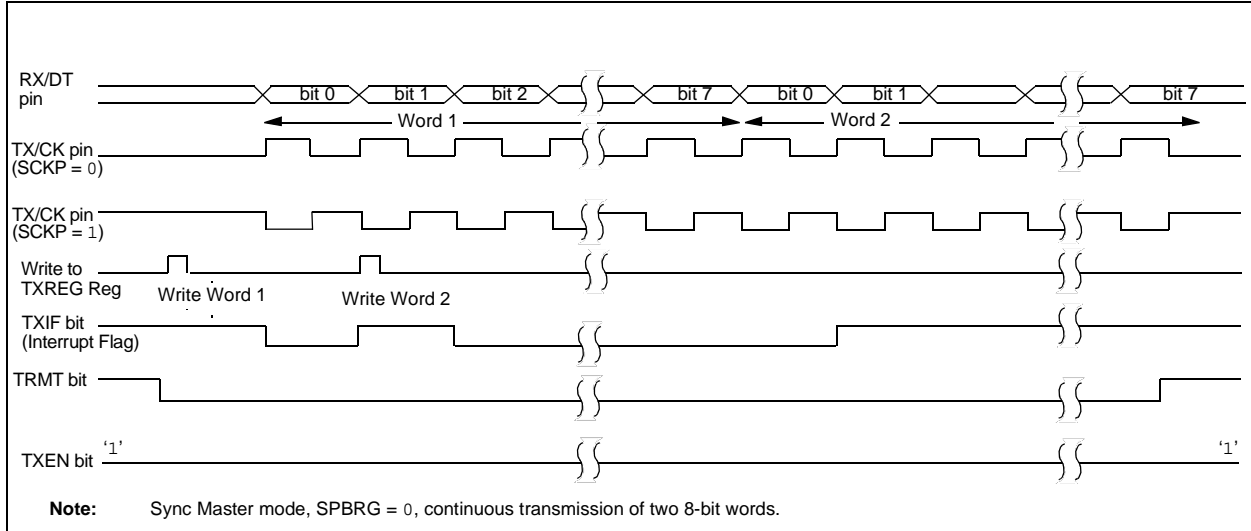 RX/DT
pin
bit 0 bit 1 bit 2 bit 7 bit 0 bit 1 bit 7
Word 1 Word 2
TX/CK pin
(SCKP = 0)
TX/CK pin
(SCKP = 1)
Write to
TXREG Reg
Write Word 1 Write Word 2
TXIF bit
(Interrupt Flag)
TRMT bit
TXEN bit ‘1’ ‘1’
Note: Sync Master mode, SPBRG = 0, continuous transmission of two 8-bit words.